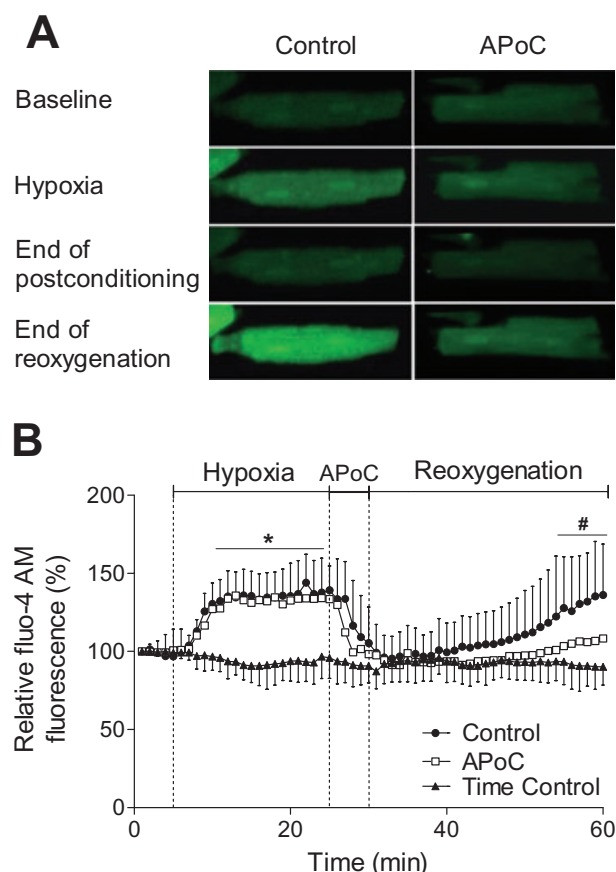 A
Control APoC
Baseline
Hypoxia
End of
postconditioning
End of
reoxygenation
B
Hypoxia APoC Reoxygenation
200
150
100
50
0
Relative fluo-4 AM
fluorescence (%)
*
#
Control
APoC
Time Control
0 20 40 60
Time (min)